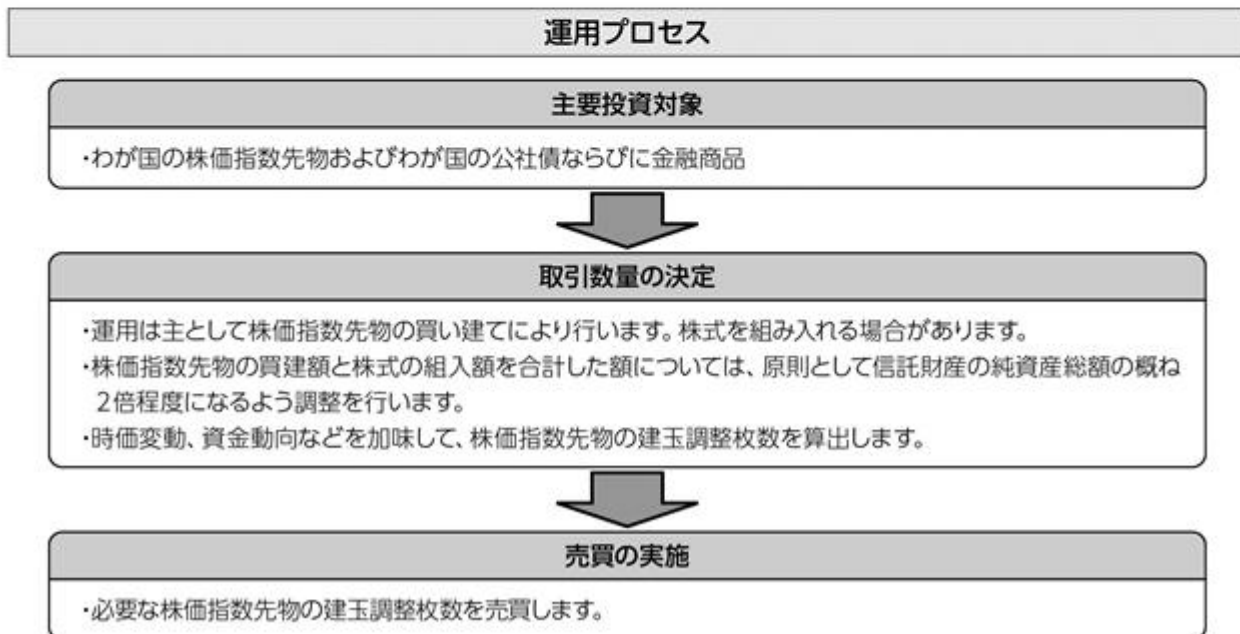 運用プロセス
主要投資対象
・わが国の株価指数先物およびわが国の公社債ならびに金融商品
取引数量の決定
・運用は主として株価指数先物の買い建てにより行います。株式を組み入れる場合があります。
・株価指数先物の買建額と株式の組入額を合計した額については、原則として信託財産の純資産総額の概ね
2倍程度になるよう調整を行います。
・時価変動、資金動向などを加味して、株価指数先物の建玉調整枚数を算出します。
売買の実施
・必要な株価指数先物の建玉調整枚数を売買します。